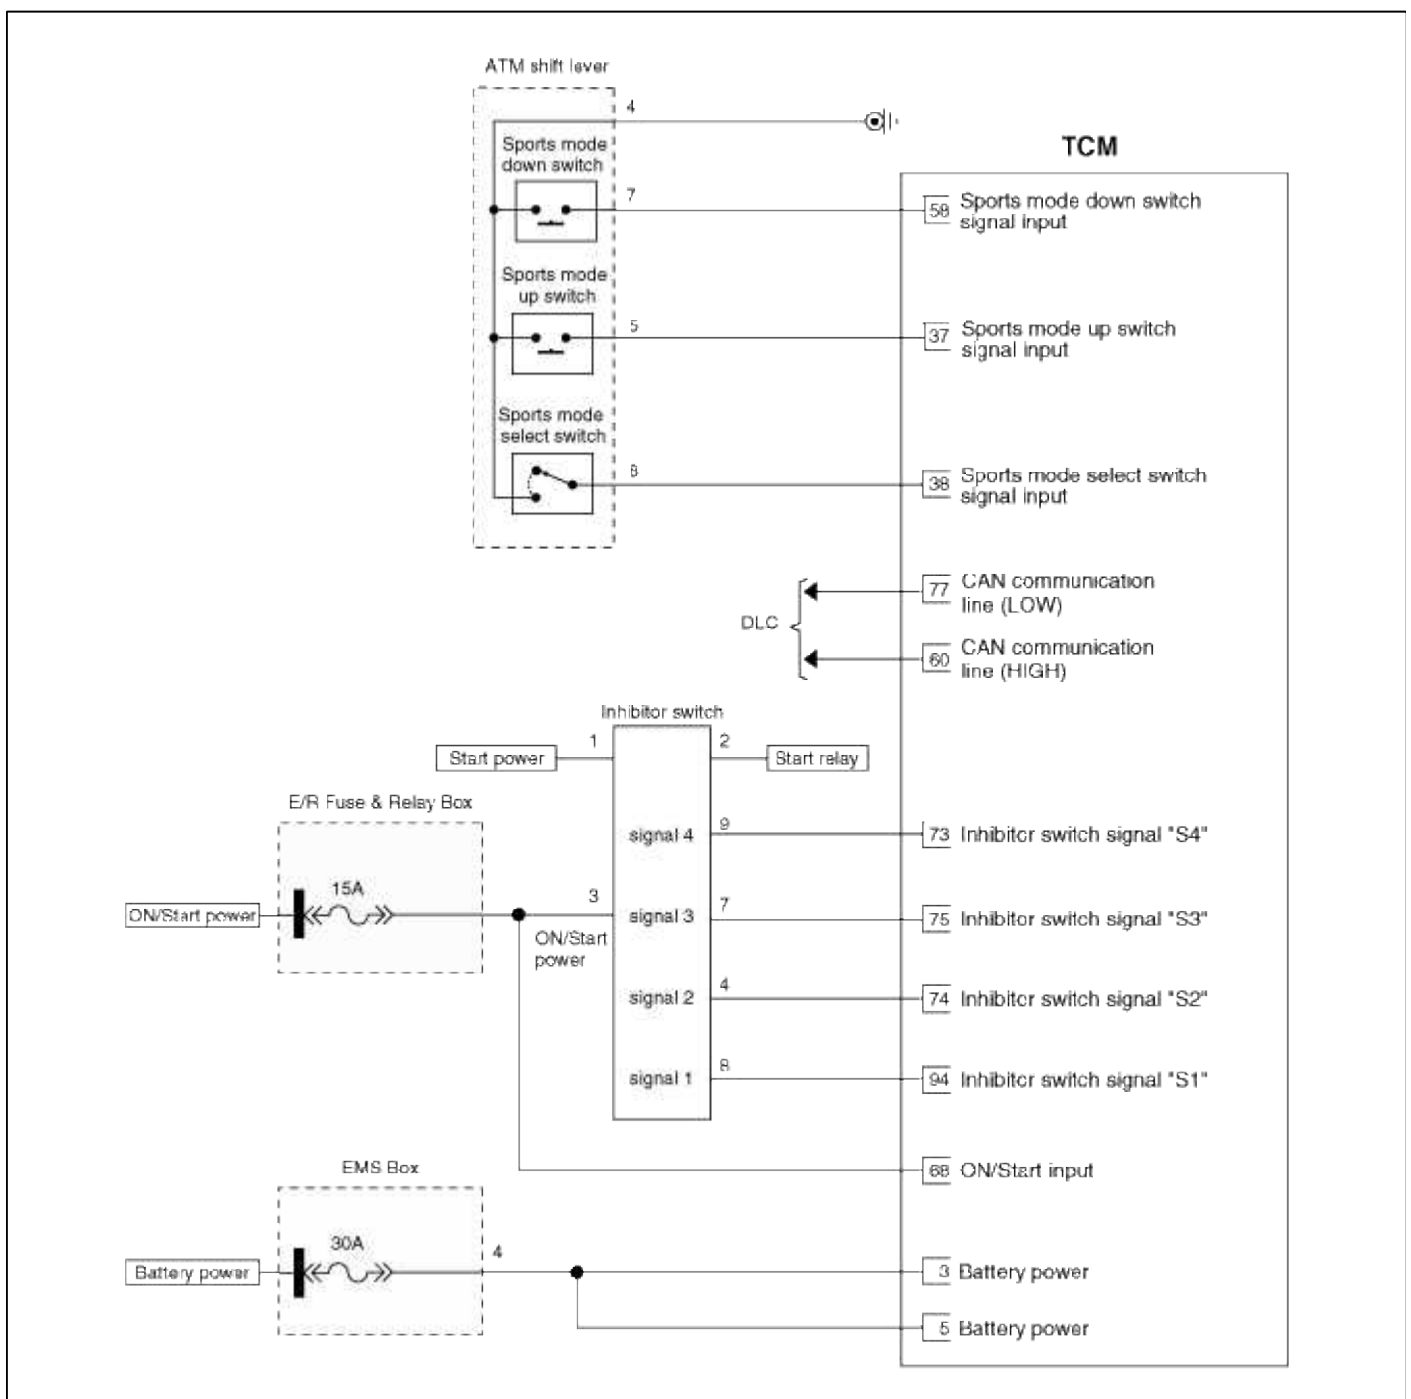 ATM shift lever
4
TCM
Sports mode
down switch
7
58
Sports mode down switch
signal input
Sports mode
up switch
5
37
Sports mode up switch
signal input
Sports mode
select switch
38
Sports mode select switch
signal input
77
CAN communication
line (LOW)
DLC
60
CAN communication
line (HIGH)
Inhibitor switch
Start power
1
2
Start relay
E/R Fuse & Relay Box
signal 4
9
73
Inhibitor switch signal "S4"
ON/Start power
15A
3
signal 3
7
75
Inhibitor switch signal "S3"
ON/Start
power
signal 2
4
74
Inhibitor switch signal "S2"
signal 1
8
94
Inhibitor switch signal "S1"
EMS Box
68
ON/Start input
Battery power
30A
4
3
Battery power
5
Battery power